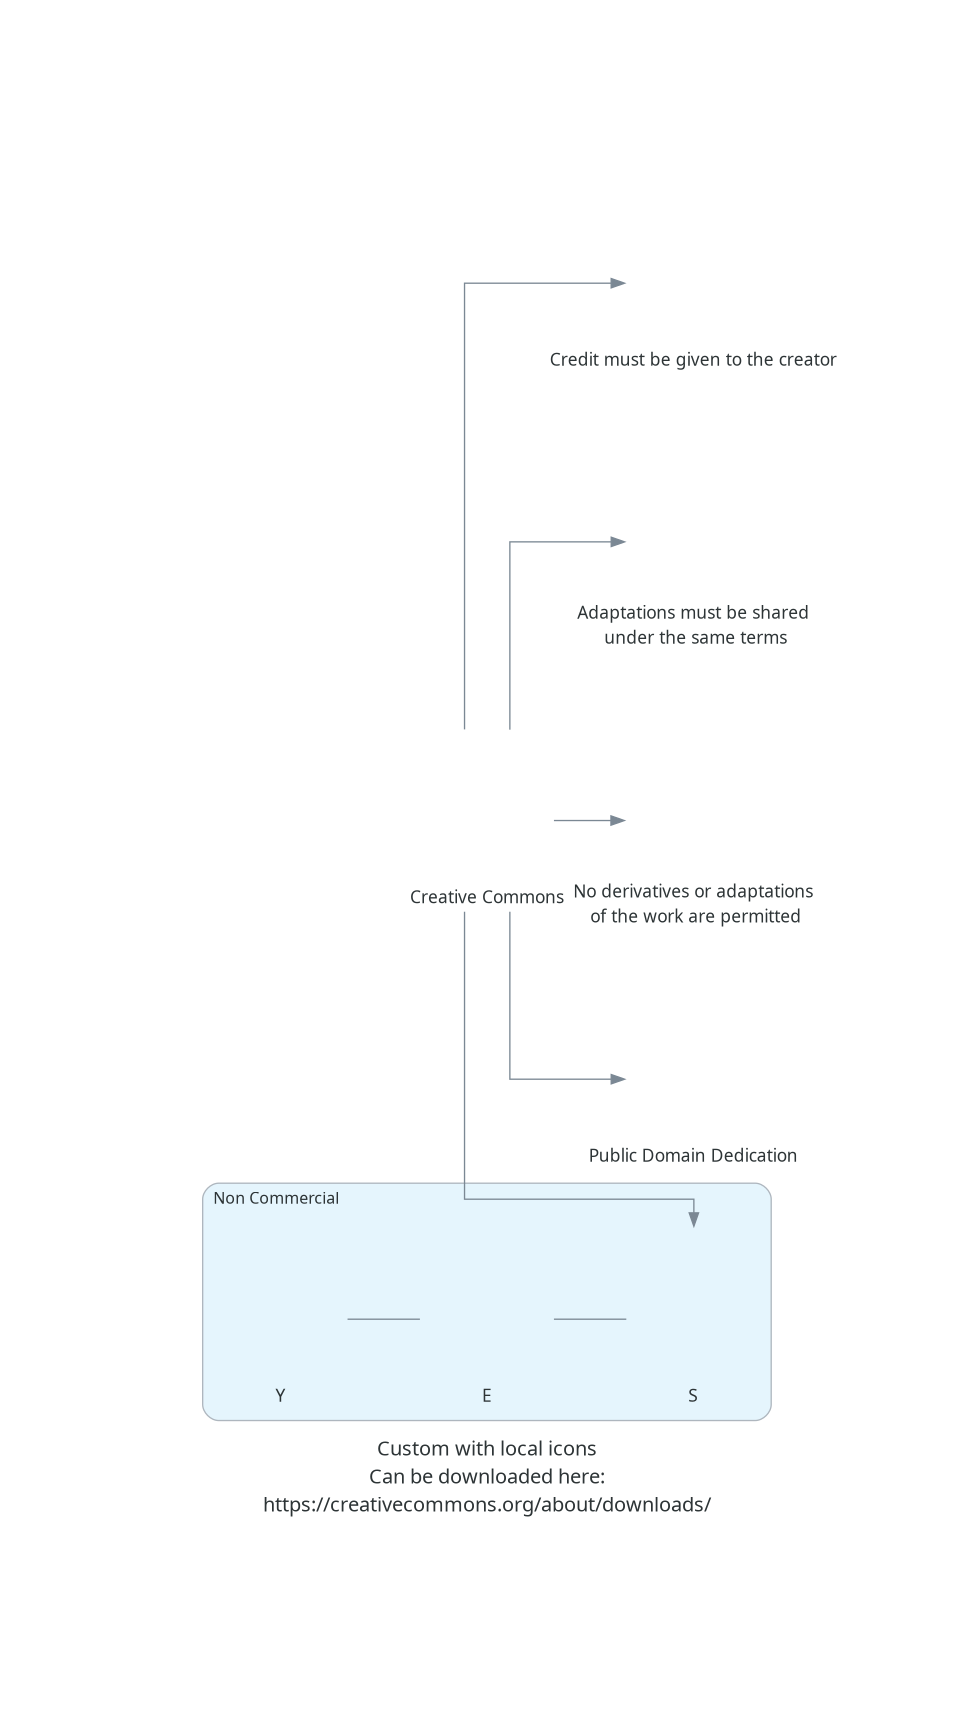 Credit must be given to the creator
Adaptations must be shared
under the same terms
Creative Commons
No derivatives or adaptations
of the work are permitted
Public Domain Dedication
Non Commercial
Y
E
S
Custom with local icons
Can be downloaded here:
https://creativecommons.org/about/downloads/